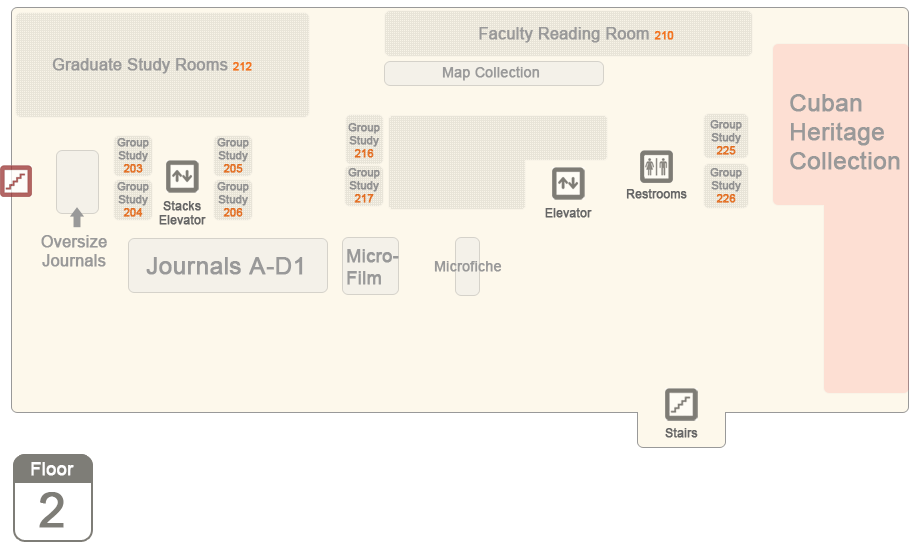 Faculty Reading Room 210
Graduate Study Rooms 212
Map Collection
Cuban
Heritage
Collection
Group
Study
203
Group
Study
204
Stacks
Elevator
Group
Study
205
Group
Study
206
Group
Study
216
Group
Study
217
Elevator
Restrooms
Group
Study
225
Group
Study
226
Oversize
Journals
Journals A-D1
Micro-
Film
Microfiche
Stairs
Floor
2